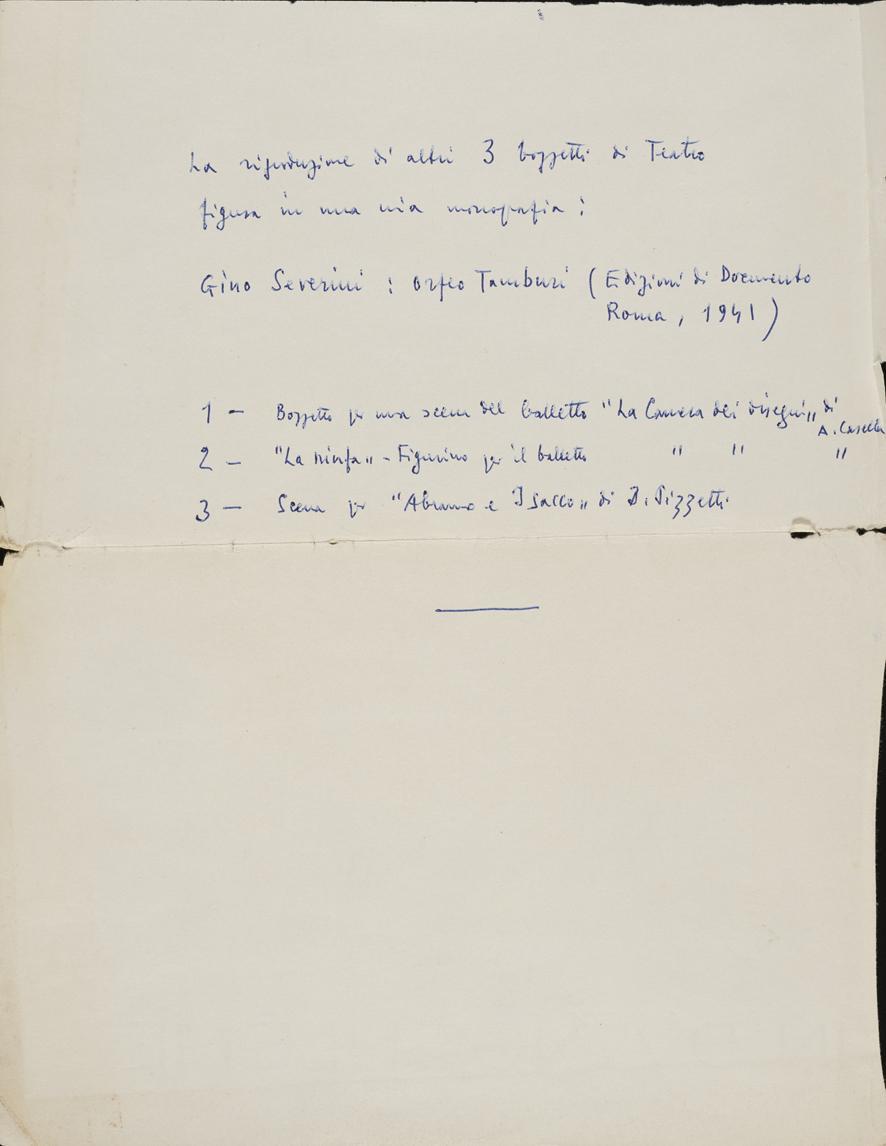 La riproduzione di altri 3 bozzetti di Teatro
figura in una mia monografia :
Gino Severini : Orfeo Tamburi ( Edizioni di Documento
Roma, 1941 )
1 - Bozzetto per una scena del balletto "La Camera dei disegni" di
A. Casella
2 - "La ninfa" - Figurino per il balletto " " "
3 - Scena per "Abramo e Isacco" di I. Pizzetti